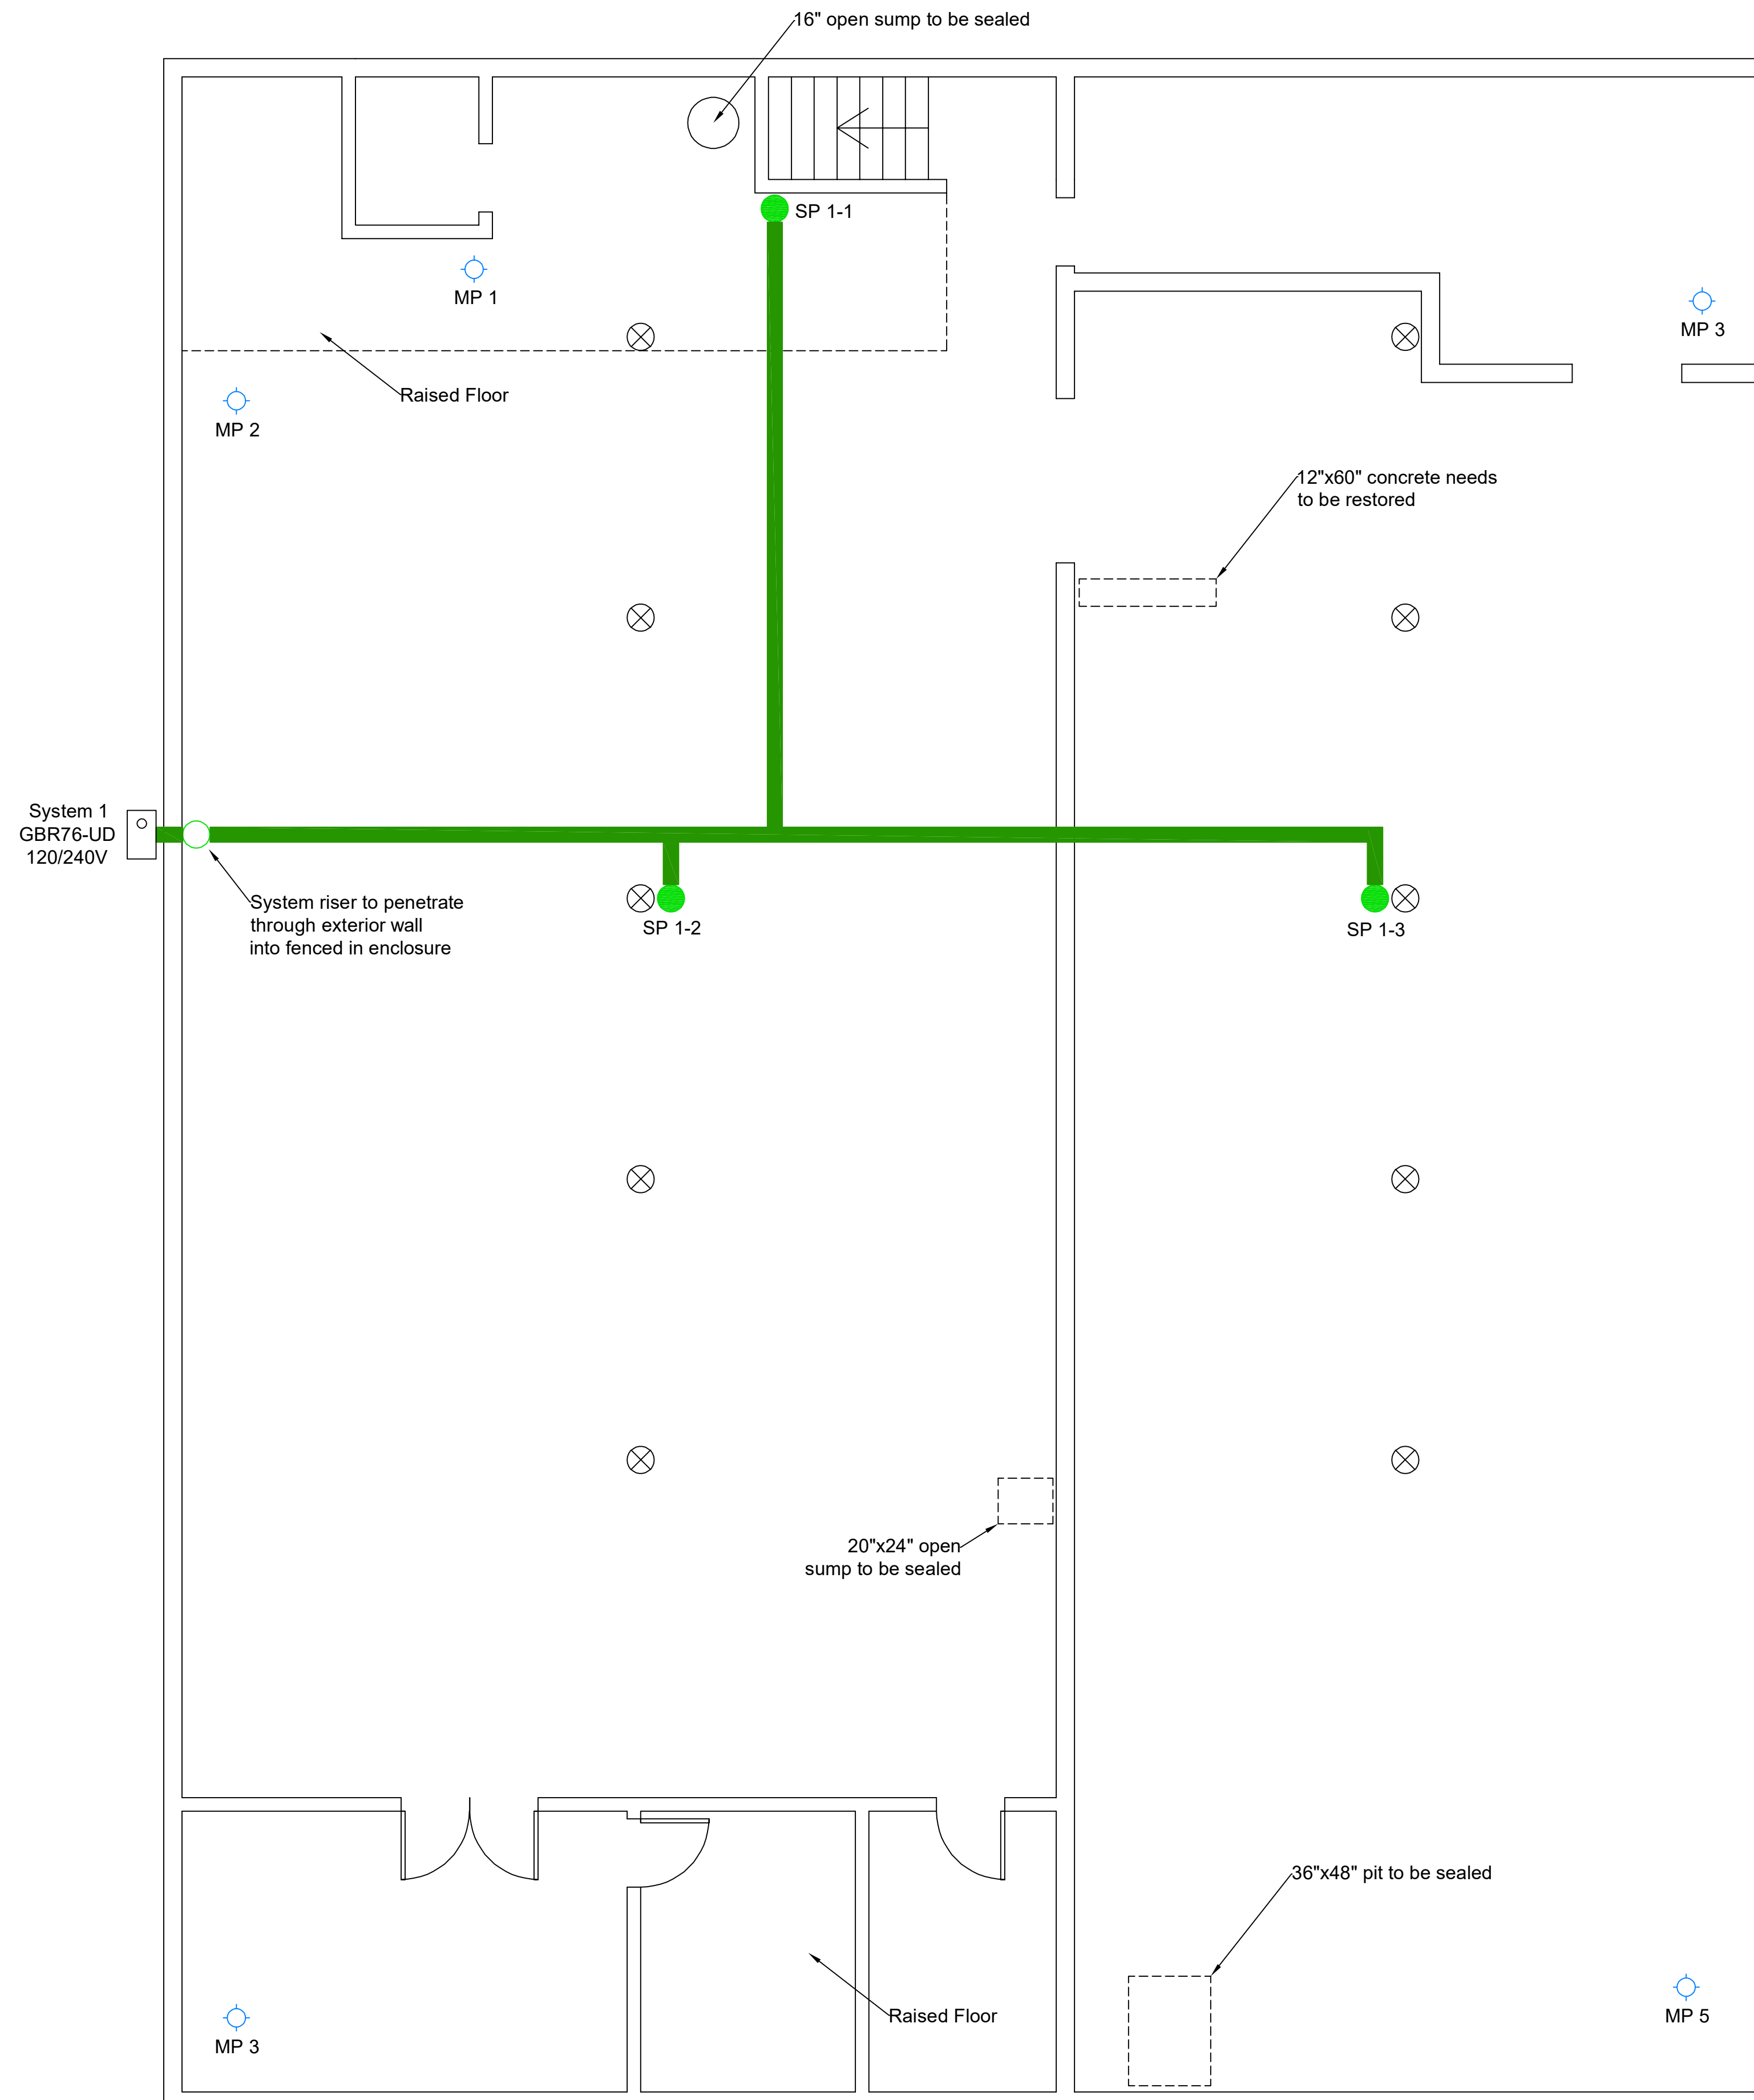 16" open sump to be sealed
SP 1-1
MP 1
MP 3
Raised Floor
MP 2
12"x60" concrete needs
to be restored
System 1
GBR76-UD
120/240V
System riser to penetrate
through exterior wall
into fenced in enclosure
SP 1-2
SP 1-3
20"x24" open
sump to be sealed
36"x48" pit to be sealed
Raised Floor
MP 5
MP 3